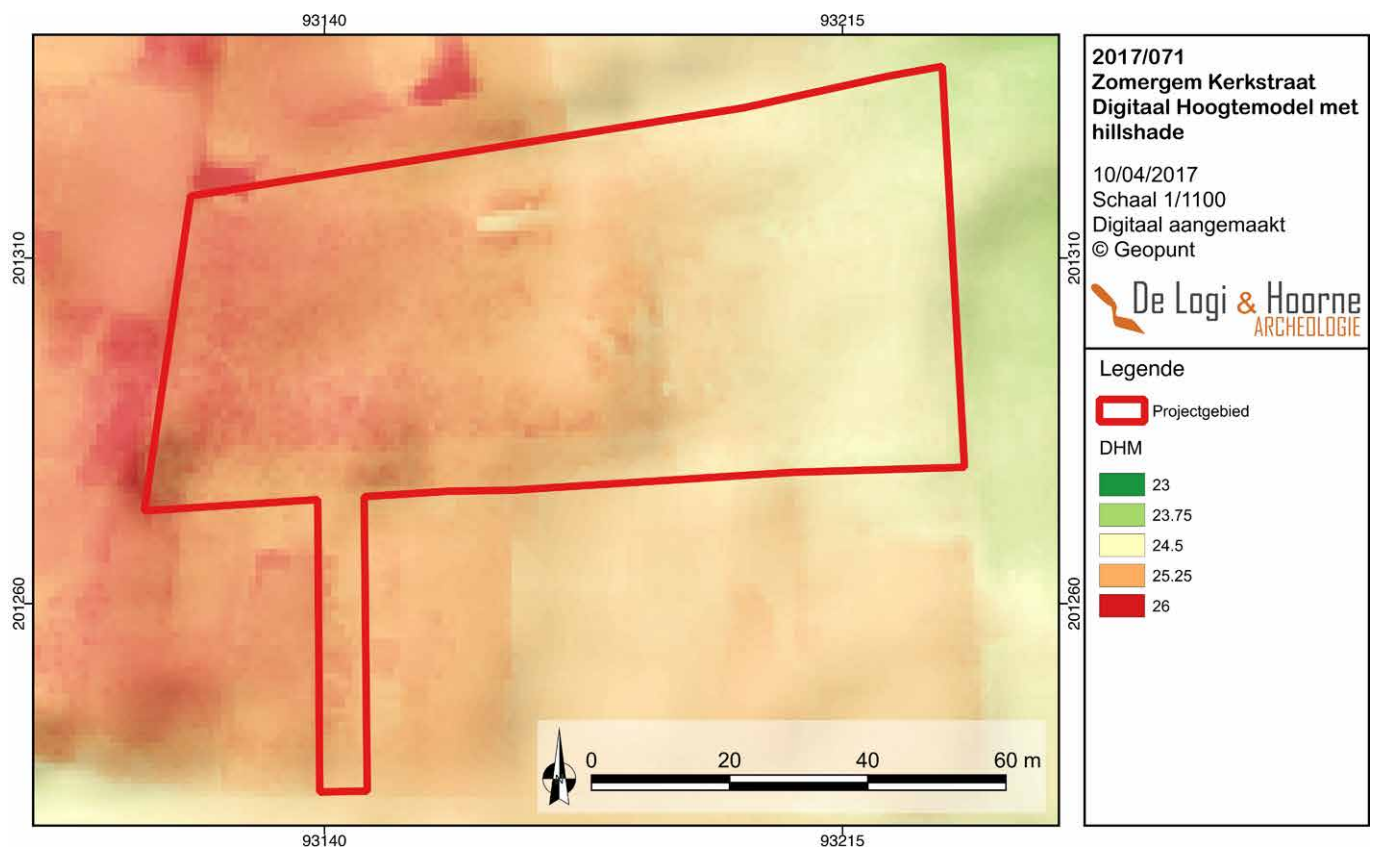 93140
93215
201310
201310
201260
201260
0
20
40
60 m
N
93140
93215
2017/071
Zomergem Kerkstraat
Digitaal Hoogtemodel met
hillshade
10/04/2017
Schaal 1/1100
Digitaal aangemaakt
© Geopunt
De Logi & Hoorne
ARCHEOLOGIE
Legende
Projectgebied
DHM
23
23.75
24.5
25.25
26